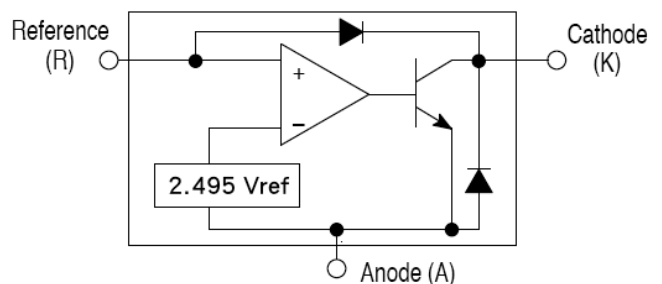 Reference
(R)
Cathode
(K)
+
−
2.495 Vref
Anode (A)